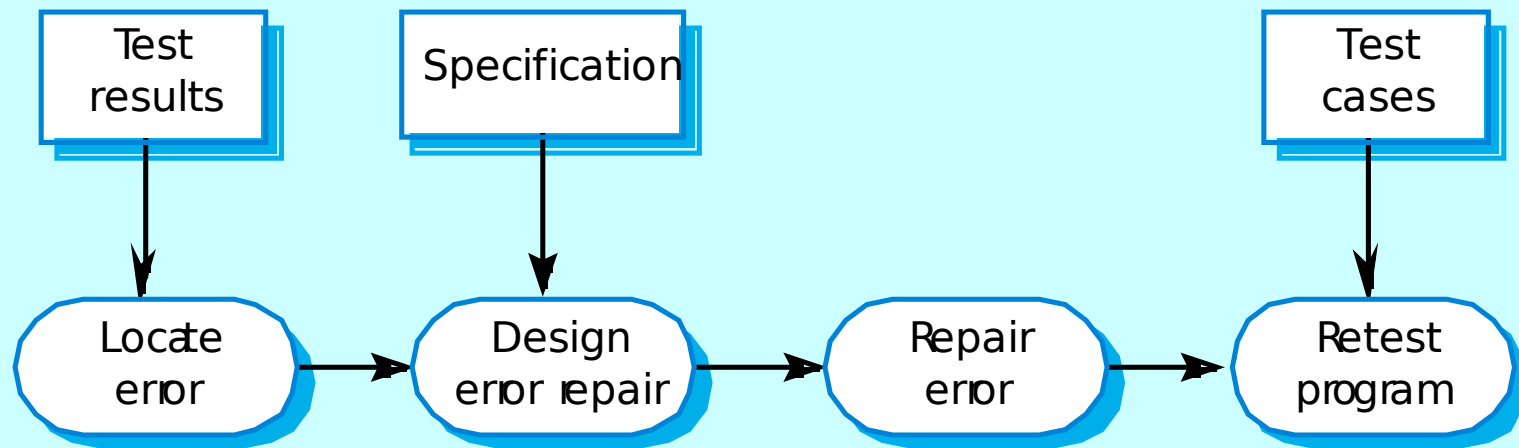 Test
results
Specification
Test
cases
Locate
error
Design
error repair
Repair
error
Retest
program